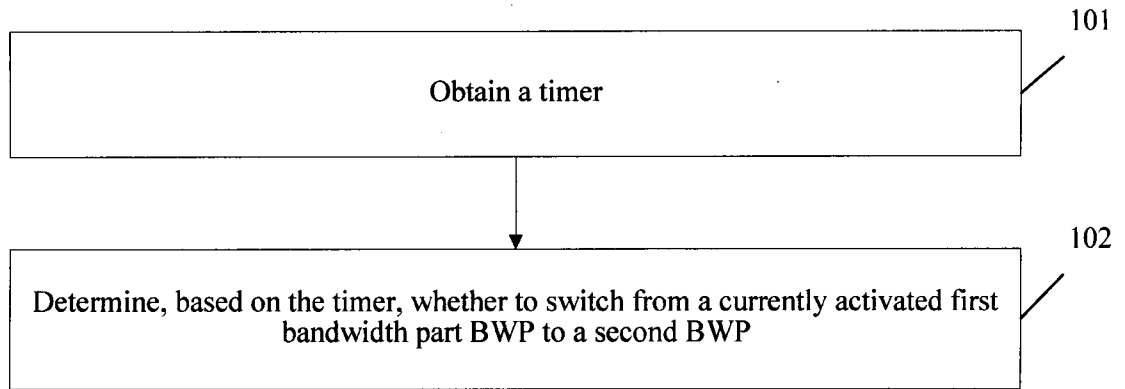 101
Obtain a timer
102
Determine, based on the timer, whether to switch from a currently activated first
bandwidth part BWP to a second BWP